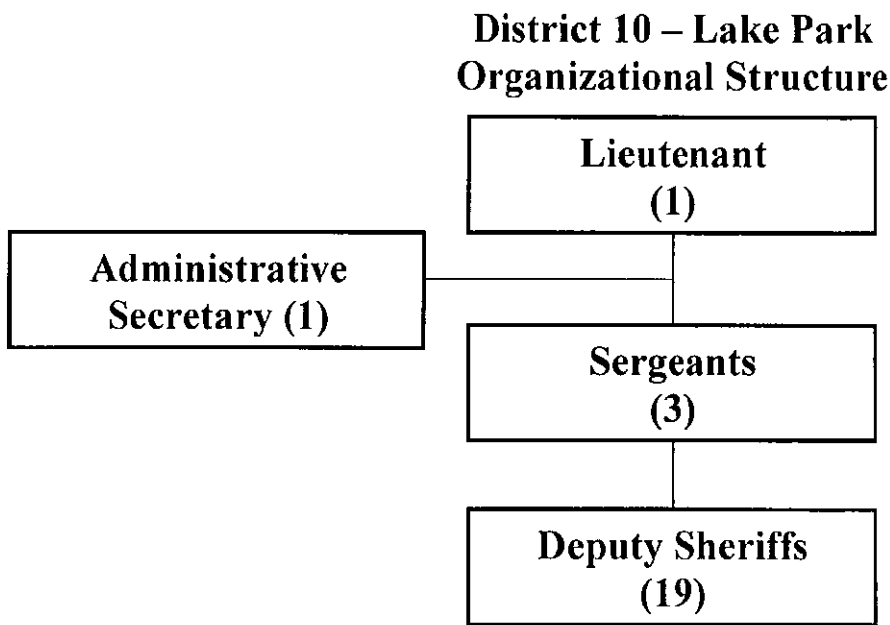 District 10 – Lake Park
Organizational Structure
Lieutenant
(1)
Administrative
Secretary (1)
Sergeants
(3)
Deputy Sheriffs
(19)